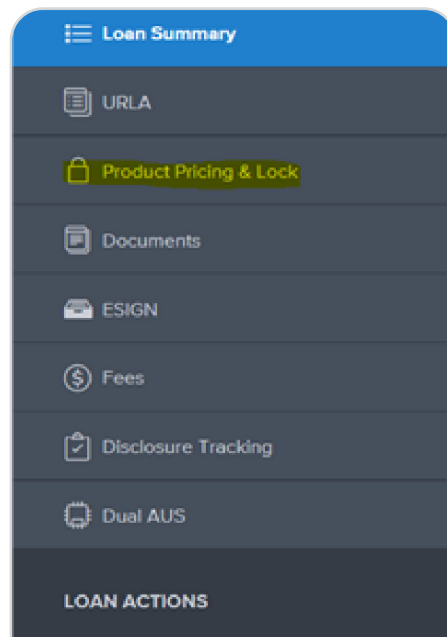 Loan Summary
URLA
Product Pricing & Lock
Documents
ESIGN
Fees
Disclosure Tracking
Dual AUS
LOAN ACTIONS